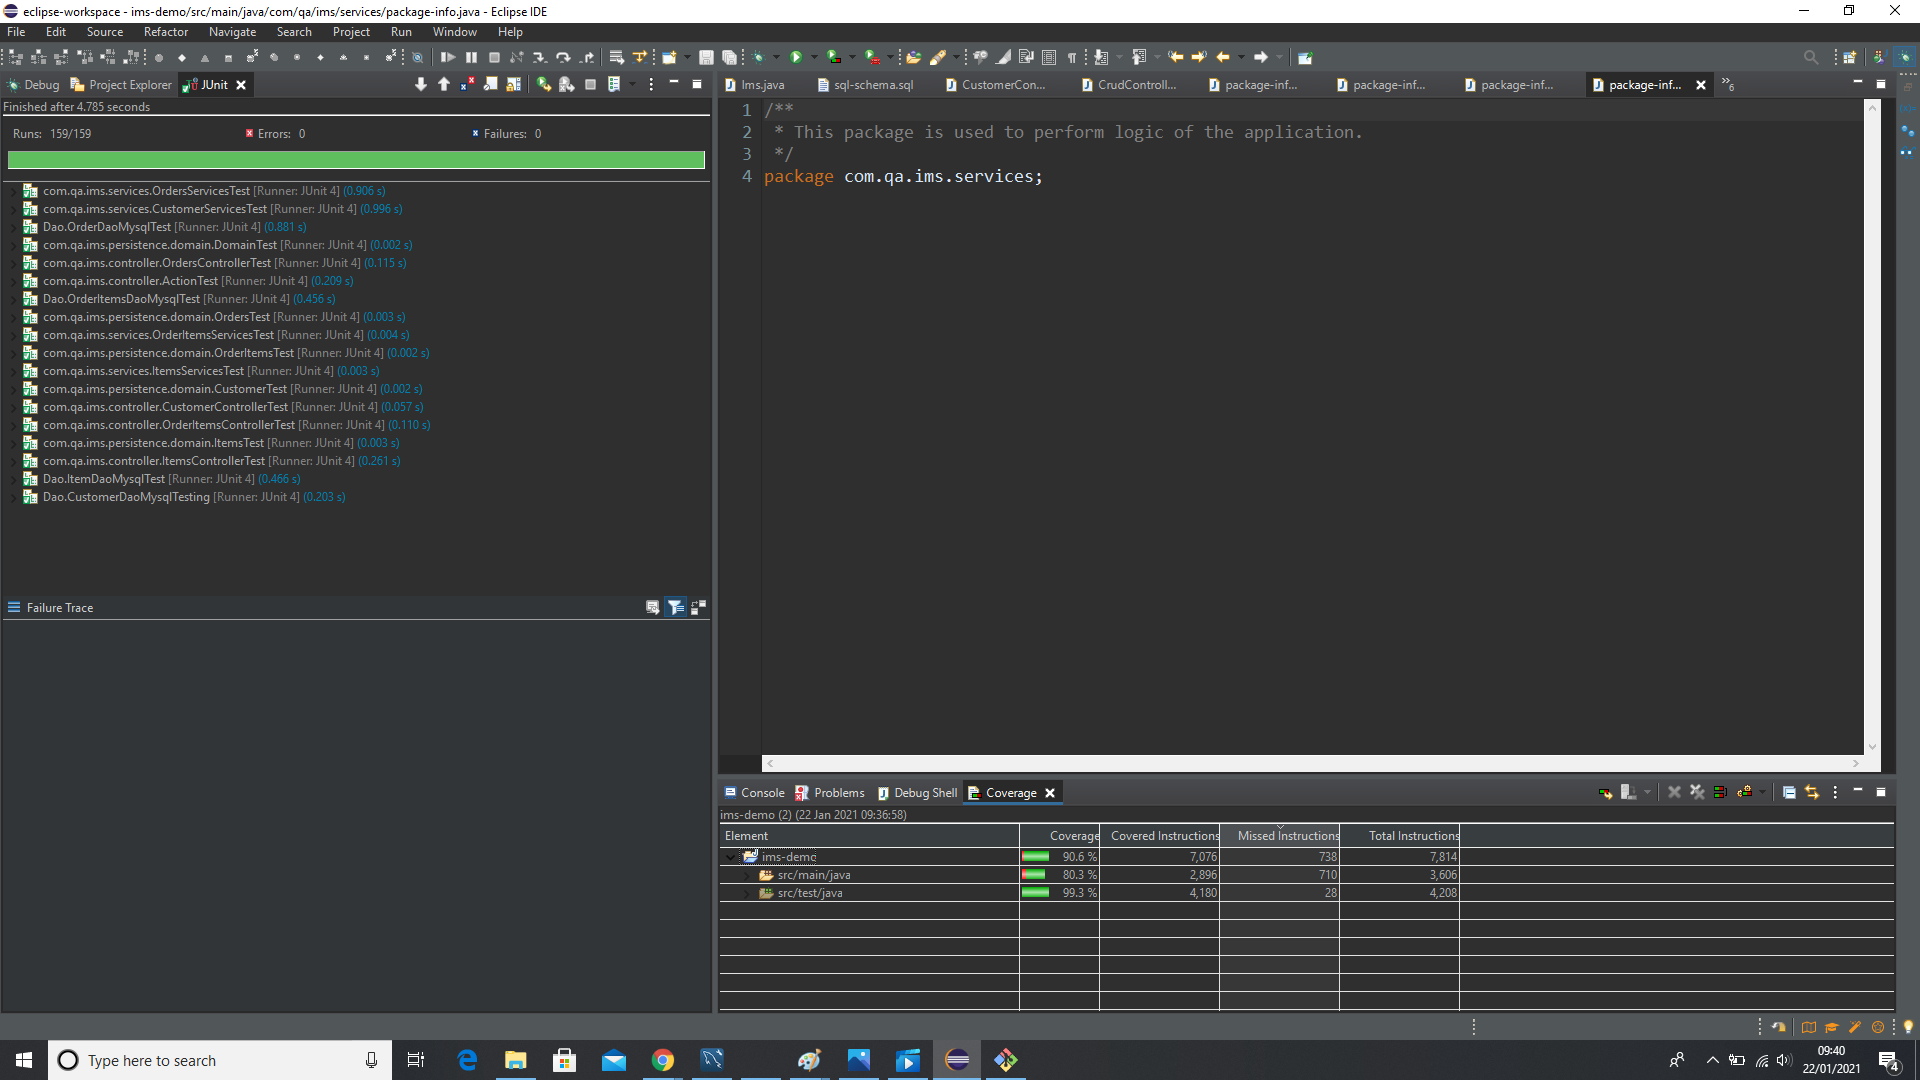 eclipse-workspace - ims-demo/src/main/java/com/qa/ims/services/package-info.java - Eclipse IDE
File Edit Source Refactor Navigate Search Project Run Window Help
Debug Project Explorer JUnit
Finished after 4.785 seconds
Runs: 159/159 Errors: 0 Failures: 0
com.qa.ims.services.OrdersServicesTest [Runner: JUnit 4] (0.906 s)
com.qa.ims.services.CustomerServicesTest [Runner: JUnit 4] (0.996 s)
Dao.OrderDaoMysqlTest [Runner: JUnit 4] (0.881 s)
com.qa.ims.persistence.domain.DomainTest [Runner: JUnit 4] (0.002 s)
com.qa.ims.controller.OrdersControllerTest [Runner: JUnit 4] (0.115 s)
com.qa.ims.controller.ActionTest [Runner: JUnit 4] (0.209 s)
Dao.OrderItemsDaoMysqlTest [Runner: JUnit 4] (0.456 s)
com.qa.ims.persistence.domain.OrdersTest [Runner: JUnit 4] (0.003 s)
com.qa.ims.services.OrderItemsServicesTest [Runner: JUnit 4] (0.004 s)
com.qa.ims.persistence.domain.OrderItemsTest [Runner: JUnit 4] (0.002 s)
com.qa.ims.services.ItemsServicesTest [Runner: JUnit 4] (0.003 s)
com.qa.ims.persistence.domain.CustomerTest [Runner: JUnit 4] (0.002 s)
com.qa.ims.controller.CustomerControllerTest [Runner: JUnit 4] (0.057 s)
com.qa.ims.controller.OrderItemsControllerTest [Runner: JUnit 4] (0.110 s)
com.qa.ims.persistence.domain.ItemsTest [Runner: JUnit 4] (0.003 s)
com.qa.ims.controller.ItemsControllerTest [Runner: JUnit 4] (0.261 s)
Dao.ItemDaoMysqlTest [Runner: JUnit 4] (0.466 s)
Dao.CustomerDaoMysqlTesting [Runner: JUnit 4] (0.203 s)
Failure Trace
Ims.java sql-schema.sql CustomerCon... CrudControll... package-inf... package-inf... package-inf... package-inf... »6
1 /**
2 * This package is used to perform logic of the application.
3 */
4 package com.qa.ims.services;
Console Problems Debug Shell Coverage
ims-demo (2) (22 Jan 2021 09:36:58)
Element Coverage Covered Instructions Missed Instructions Total Instructions
ims-demo 90.6 % 7,076 738 7,814
src/main/java 80.3 % 2,896 710 3,606
src/test/java 99.3 % 4,180 28 4,208
Type here to search
09:40
22/01/2021
4